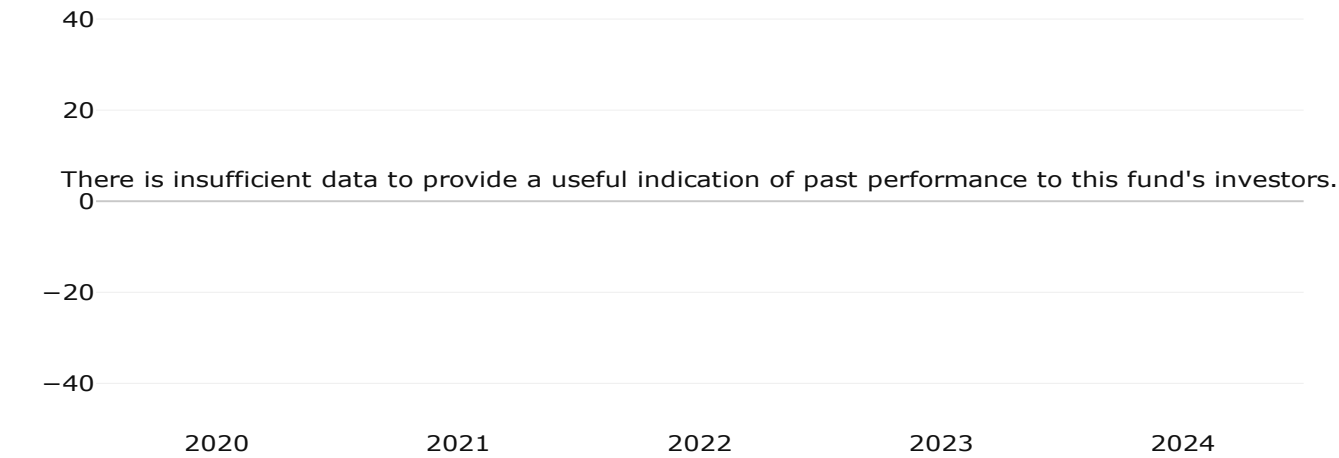 40
20
There is insufficient data to provide a useful indication of past performance to this fund's investors.
0
−20
−40
2020 2021 2022 2023 2024